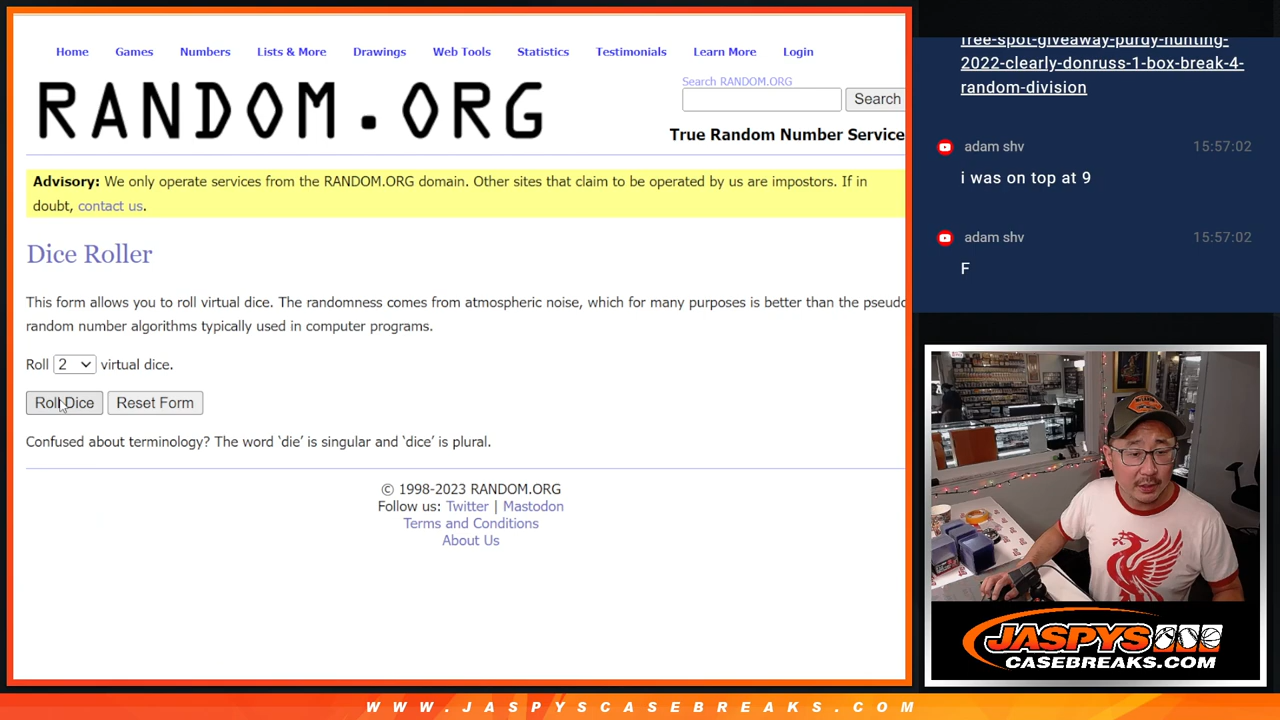 Home Games Numbers Lists & More Drawings Web Tools Statistics Testimonials Learn More Login
RANDOM.ORG
Search RANDOM.ORG
Search
True Random Number Service
Advisory: We only operate services from the RANDOM.ORG domain. Other sites that claim to be operated by us are impostors. If in
doubt, contact us.
Dice Roller
This form allows you to roll virtual dice. The randomness comes from atmospheric noise, which for many purposes is better than the pseudo
random number algorithms typically used in computer programs.
Roll 2 virtual dice.
Roll Dice Reset Form
Confused about terminology? The word ‘die’ is singular and ‘dice’ is plural.
© 1998-2023 RANDOM.ORG
Follow us: Twitter | Mastodon
Terms and Conditions
About Us
free-spot-giveaway-purdy-hunting-
2022-clearly-donruss-1-box-break-4-
random-division
adam shv 15:57:02
i was on top at 9
adam shv 15:57:02
F
JASPYS
CASEBREAKS.COM
WWW.JASPYSCASEBREAKS.COM